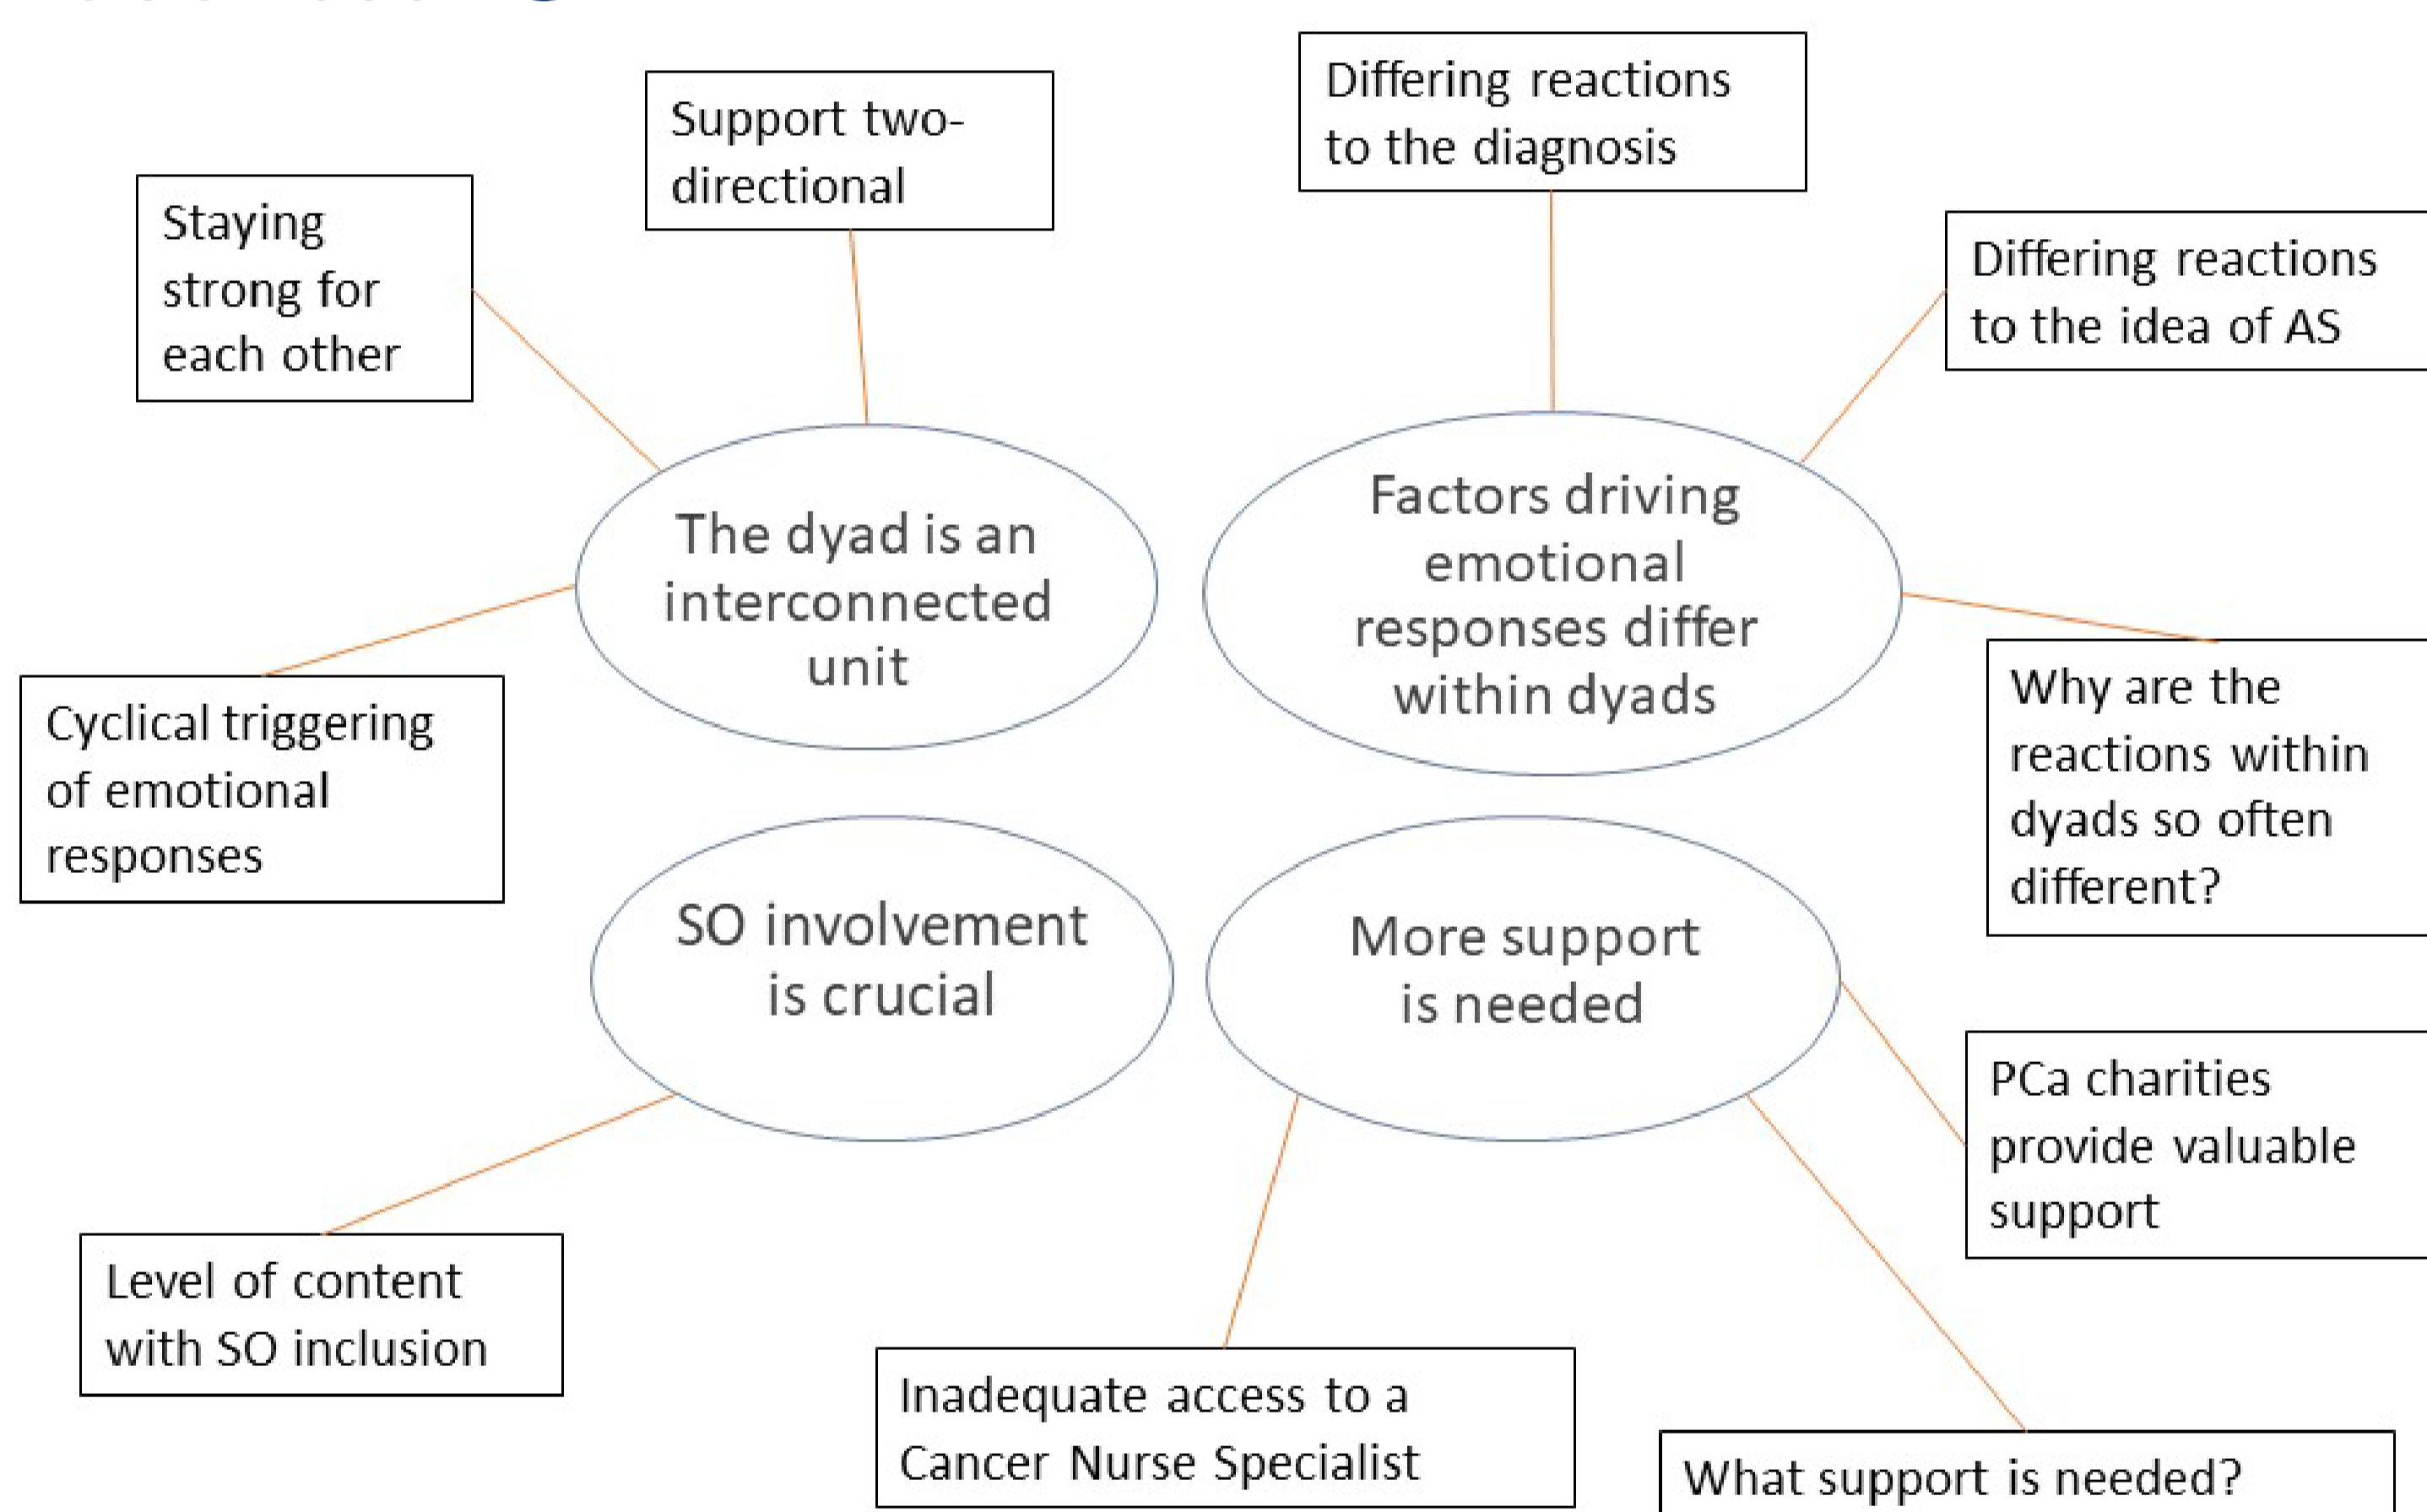 Support two-
directional
Differing reactions
to the diagnosis
Staying
strong for
each other
Differing reactions
to the idea of AS
The dyad is an
interconnected
unit
Factors driving
emotional
responses differ
within dyads
Cyclical triggering
of emotional
responses
Why are the
reactions within
dyads so often
different?
SO involvement
is crucial
More support
is needed
PCa charities
provide valuable
support
Level of content
with SO inclusion
Inadequate access to a
Cancer Nurse Specialist
What support is needed?